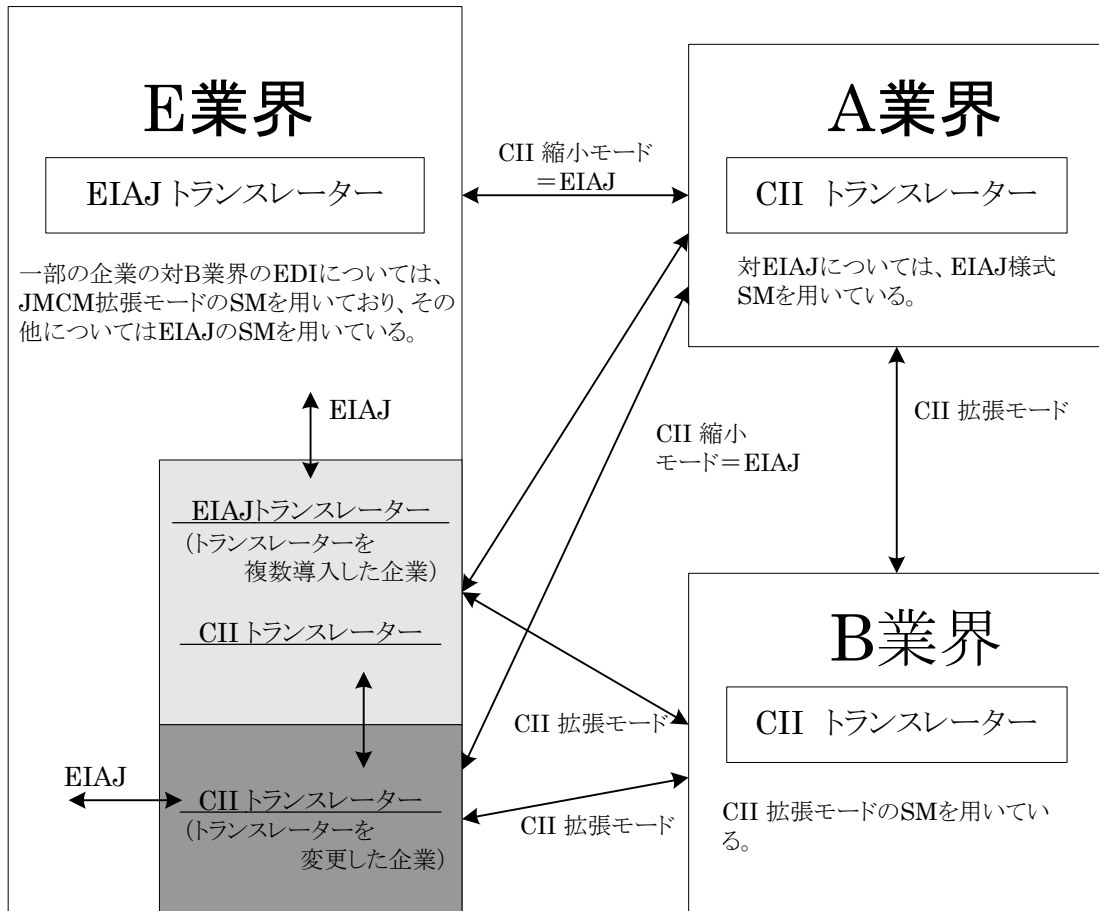 E業界
EIAJ トランスレーター
一部の企業の対B業界のEDIについては、
JMCM拡張モードのSMを用いており、その
他についてはEIAJのSMを用いている。
EIAJ
EIAJトランスレーター
(トランスレーターを
複数導入した企業)
CII トランスレーター
EIAJ
CII トランスレーター
(トランスレーターを
変更した企業)
CII 縮小モード
＝EIAJ
CII 縮小
モード＝EIAJ
CII 拡張モード
CII 拡張モード
A業界
CII トランスレーター
対EIAJについては、EIAJ様式
SMを用いている。
CII 拡張モード
B業界
CII トランスレーター
CII 拡張モードのSMを用いてい
る。